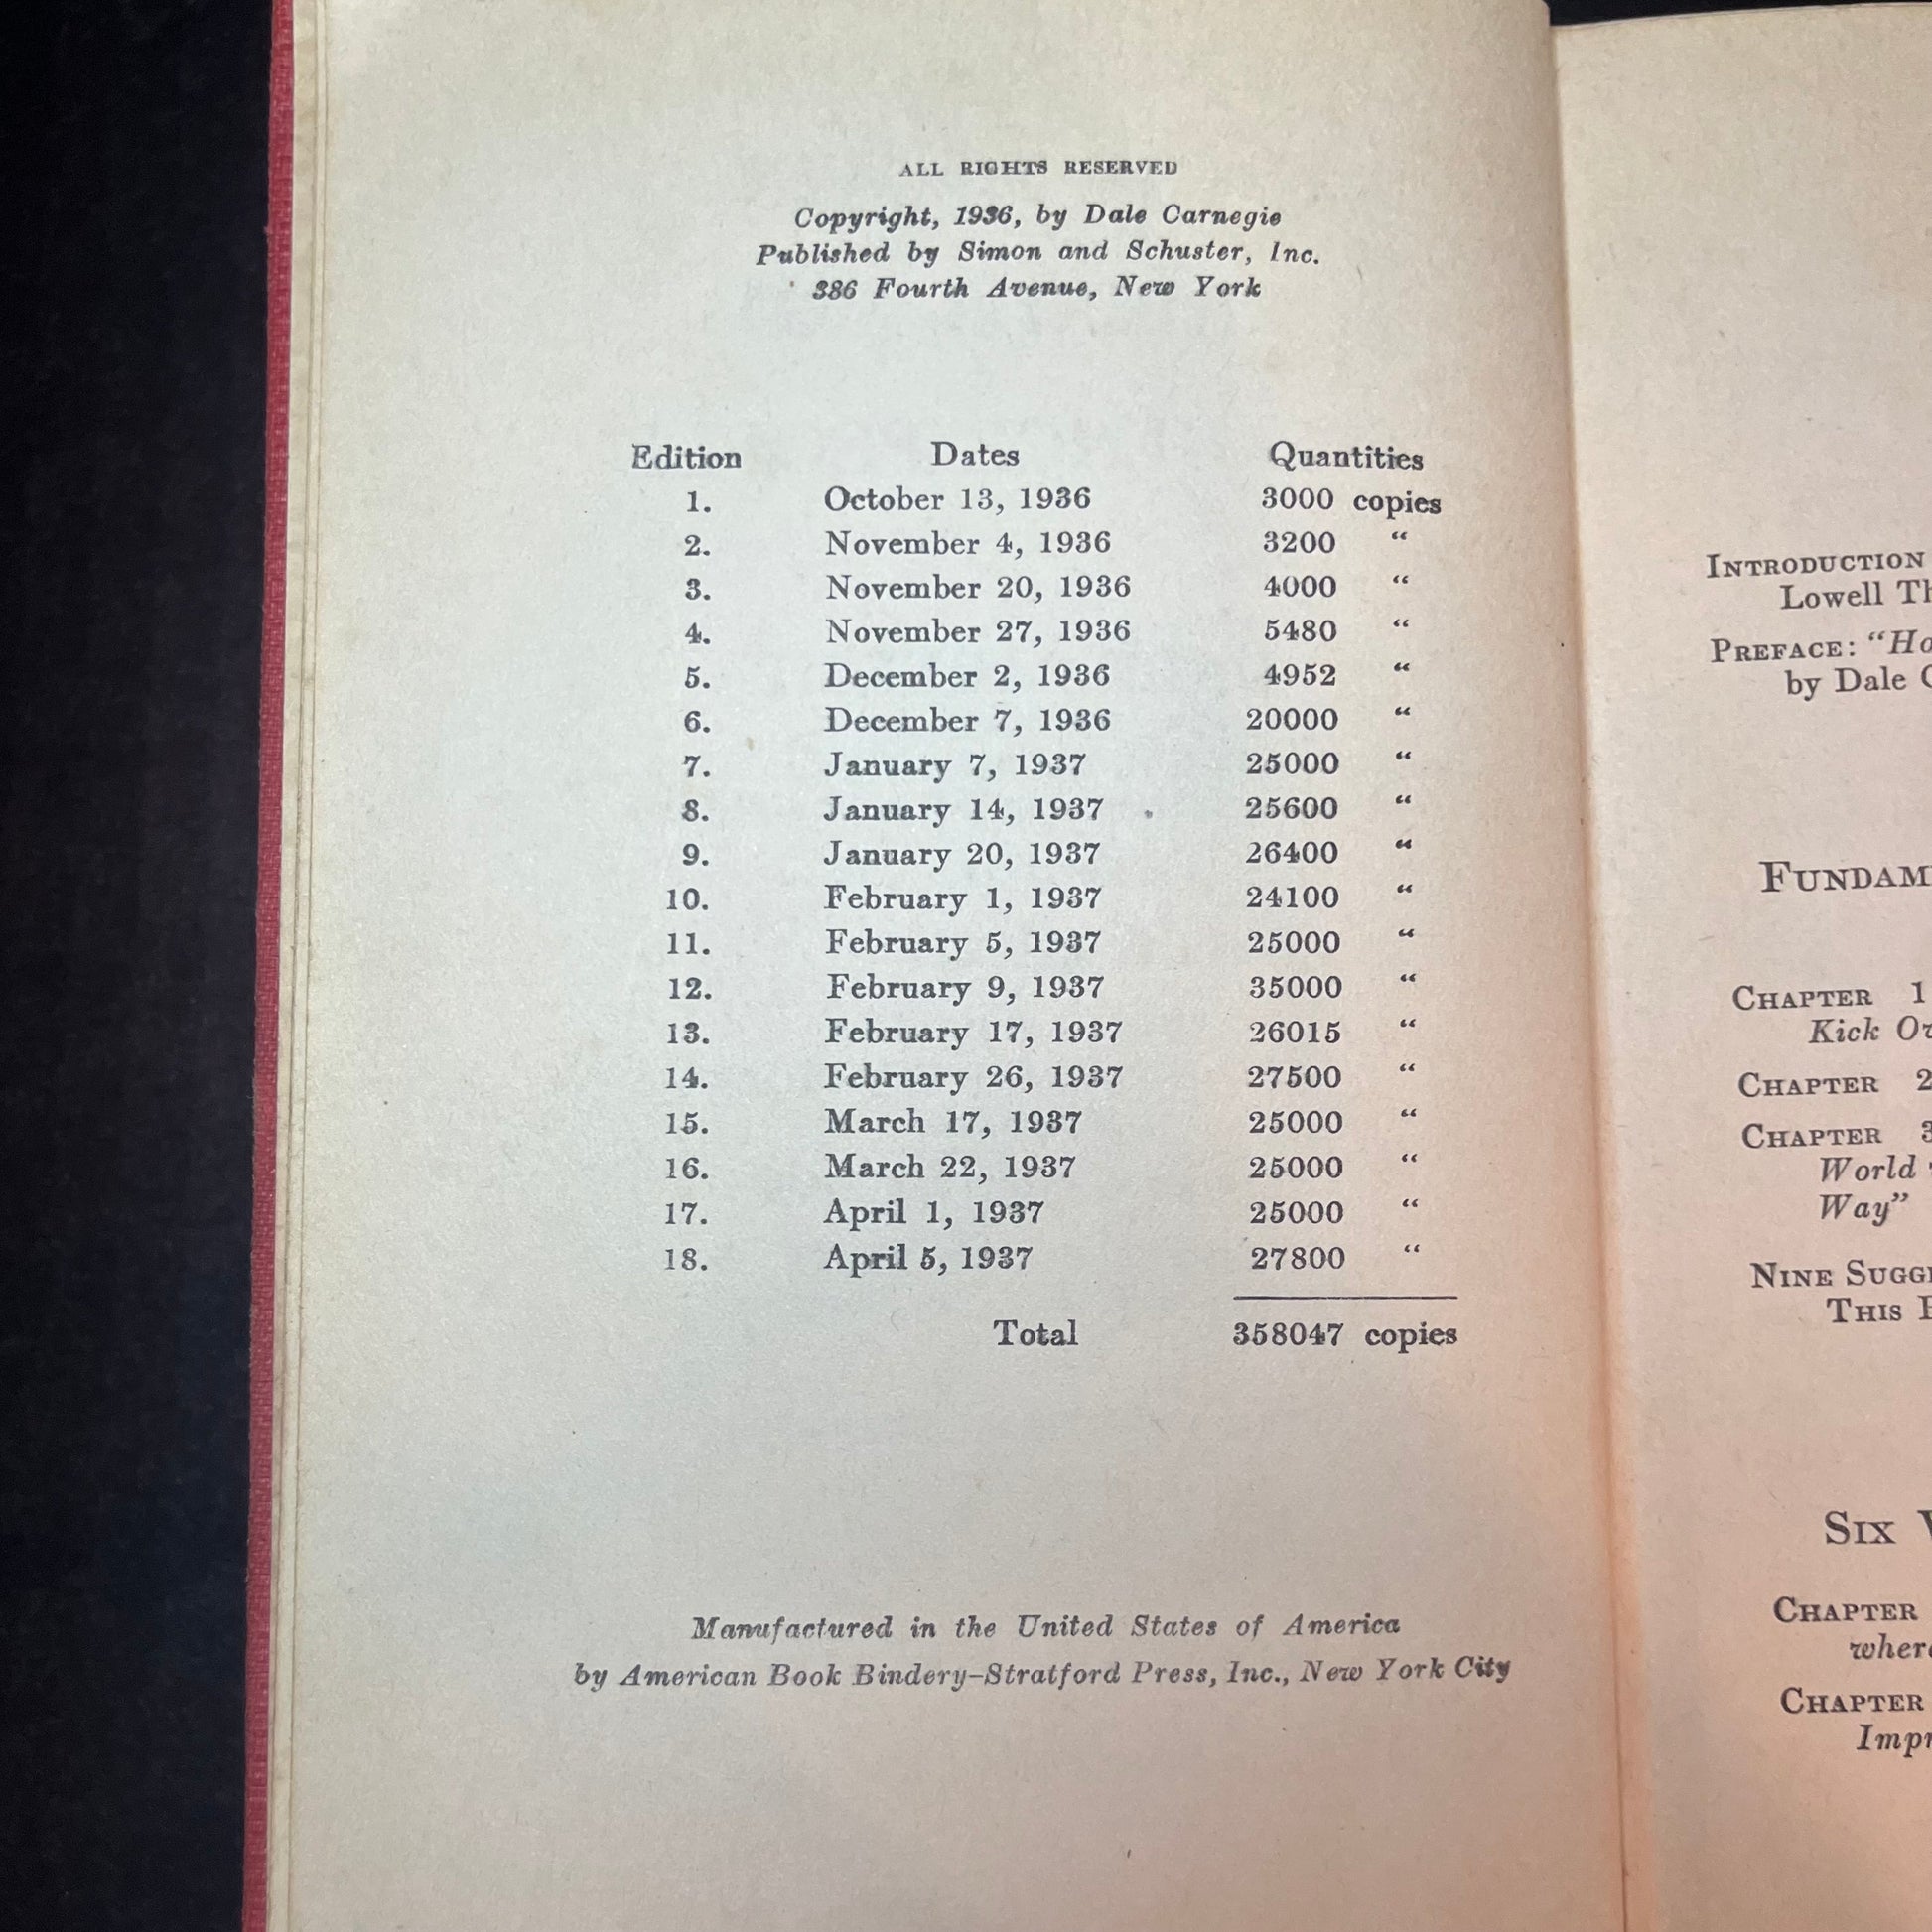 ALL RIGHTS RESERVED
Copyright, 1936, by Dale Carnegie
Published by Simon and Schuster, Inc.
386 Fourth Avenue, New York
Edition Dates Quantities
1. October 13, 1936 3000 copies
2. November 4, 1936 3200 “
3. November 20, 1936 4000 “
4. November 27, 1936 5480 “
5. December 2, 1936 4952 “
6. December 7, 1936 20000 “
7. January 7, 1937 25000 “
8. January 14, 1937 25600 “
9. January 20, 1937 26400 “
10. February 1, 1937 24100 “
11. February 5, 1937 25000 “
12. February 9, 1937 35000 “
13. February 17, 1937 26015 “
14. February 26, 1937 27500 “
15. March 17, 1937 25000 “
16. March 22, 1937 25000 “
17. April 1, 1937 25000 “
18. April 5, 1937 27800 “
Total 358047 copies
Manufactured in the United States of America
by American Book Bindery–Stratford Press, Inc., New York City
INTRODUCTION
Lowell
PREFACE:
by Dale
CHAPTER 1
Kick
CHAPTER 2
CHAPTER 3
World
Way”
NINE
THIS
SIX
CHAPTER
CHAPTER